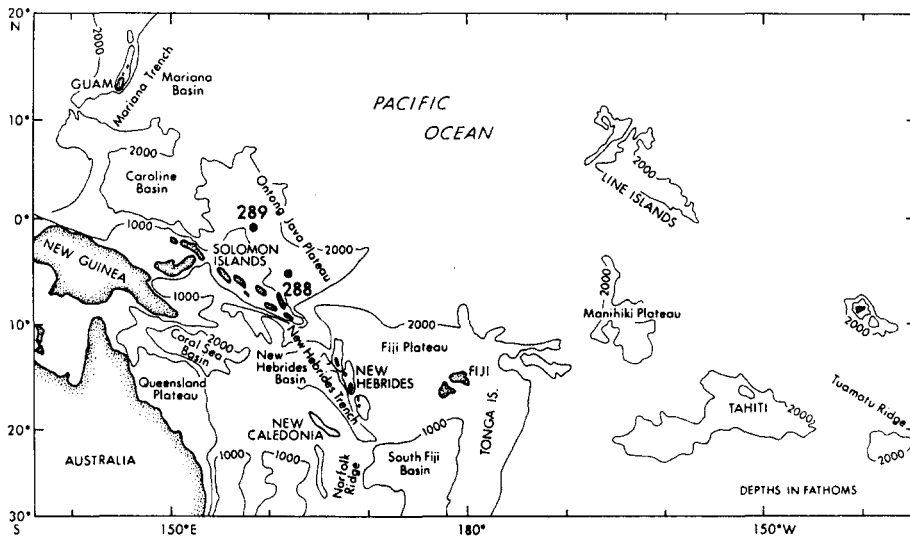 20°
N
10°
0°
10°
20°
30°
S
150°E
180°
150°W
2000
GUAM
Mariana Trench
Mariana
Basin
PACIFIC
OCEAN
2000
Caroline
Basin
1000
289
Ontong Java Plateau
2000
SOLOMON
ISLANDS
288
NEW GUINEA
1000
2000
LINE ISLANDS
2000
Manihiki Plateau
2000
2000
Coral Sea
Basin
New
Hebrides
Basin
New Hebrides Trench
2000
Fiji Plateau
NEW
HEBRIDES
FIJI
Queensland
Plateau
NEW
CALEDONIA
1000
TONGA IS.
TAHITI
2000
Tuamotu Ridge
2000
AUSTRALIA
1000
1000
Norfolk
Ridge
South Fiji
Basin
DEPTHS IN FATHOMS